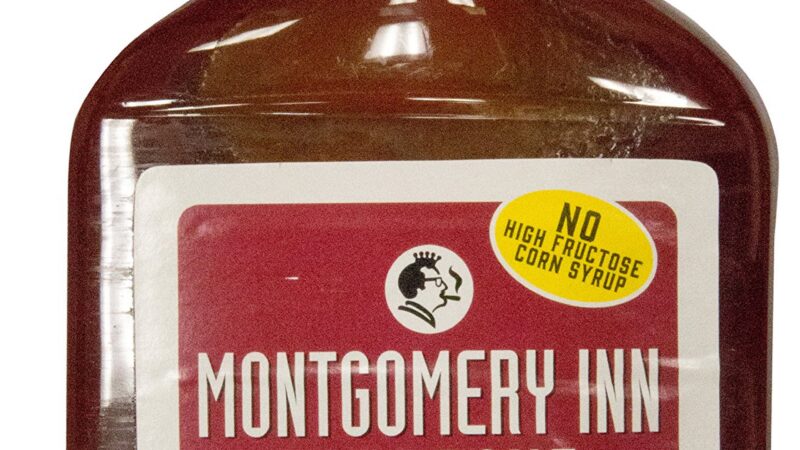 NO
HIGH FRUCTOSE
CORN SYRUP
MONTGOMERY INN